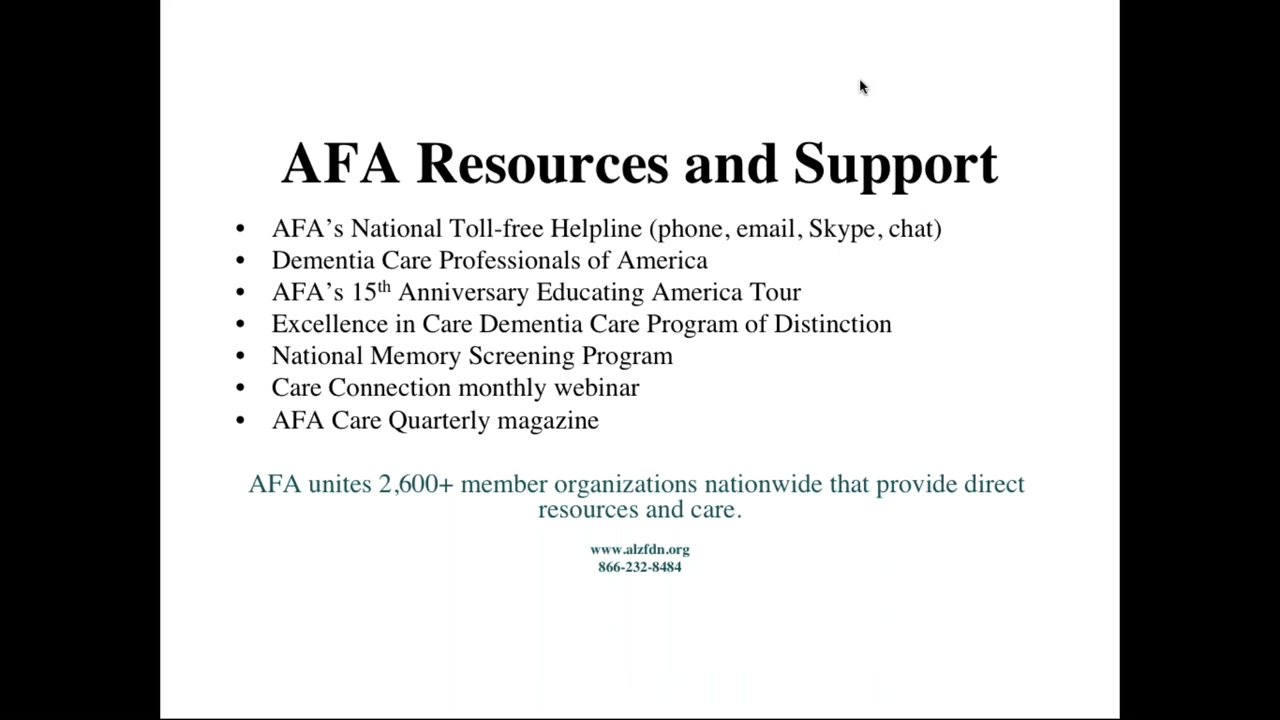 AFA Resources and Support
• AFA’s National Toll-free Helpline (phone, email, Skype, chat)
• Dementia Care Professionals of America
• AFA’s 15th Anniversary Educating America Tour
• Excellence in Care Dementia Care Program of Distinction
• National Memory Screening Program
• Care Connection monthly webinar
• AFA Care Quarterly magazine
AFA unites 2,600+ member organizations nationwide that provide direct
resources and care.
www.alzfdn.org
866-232-8484